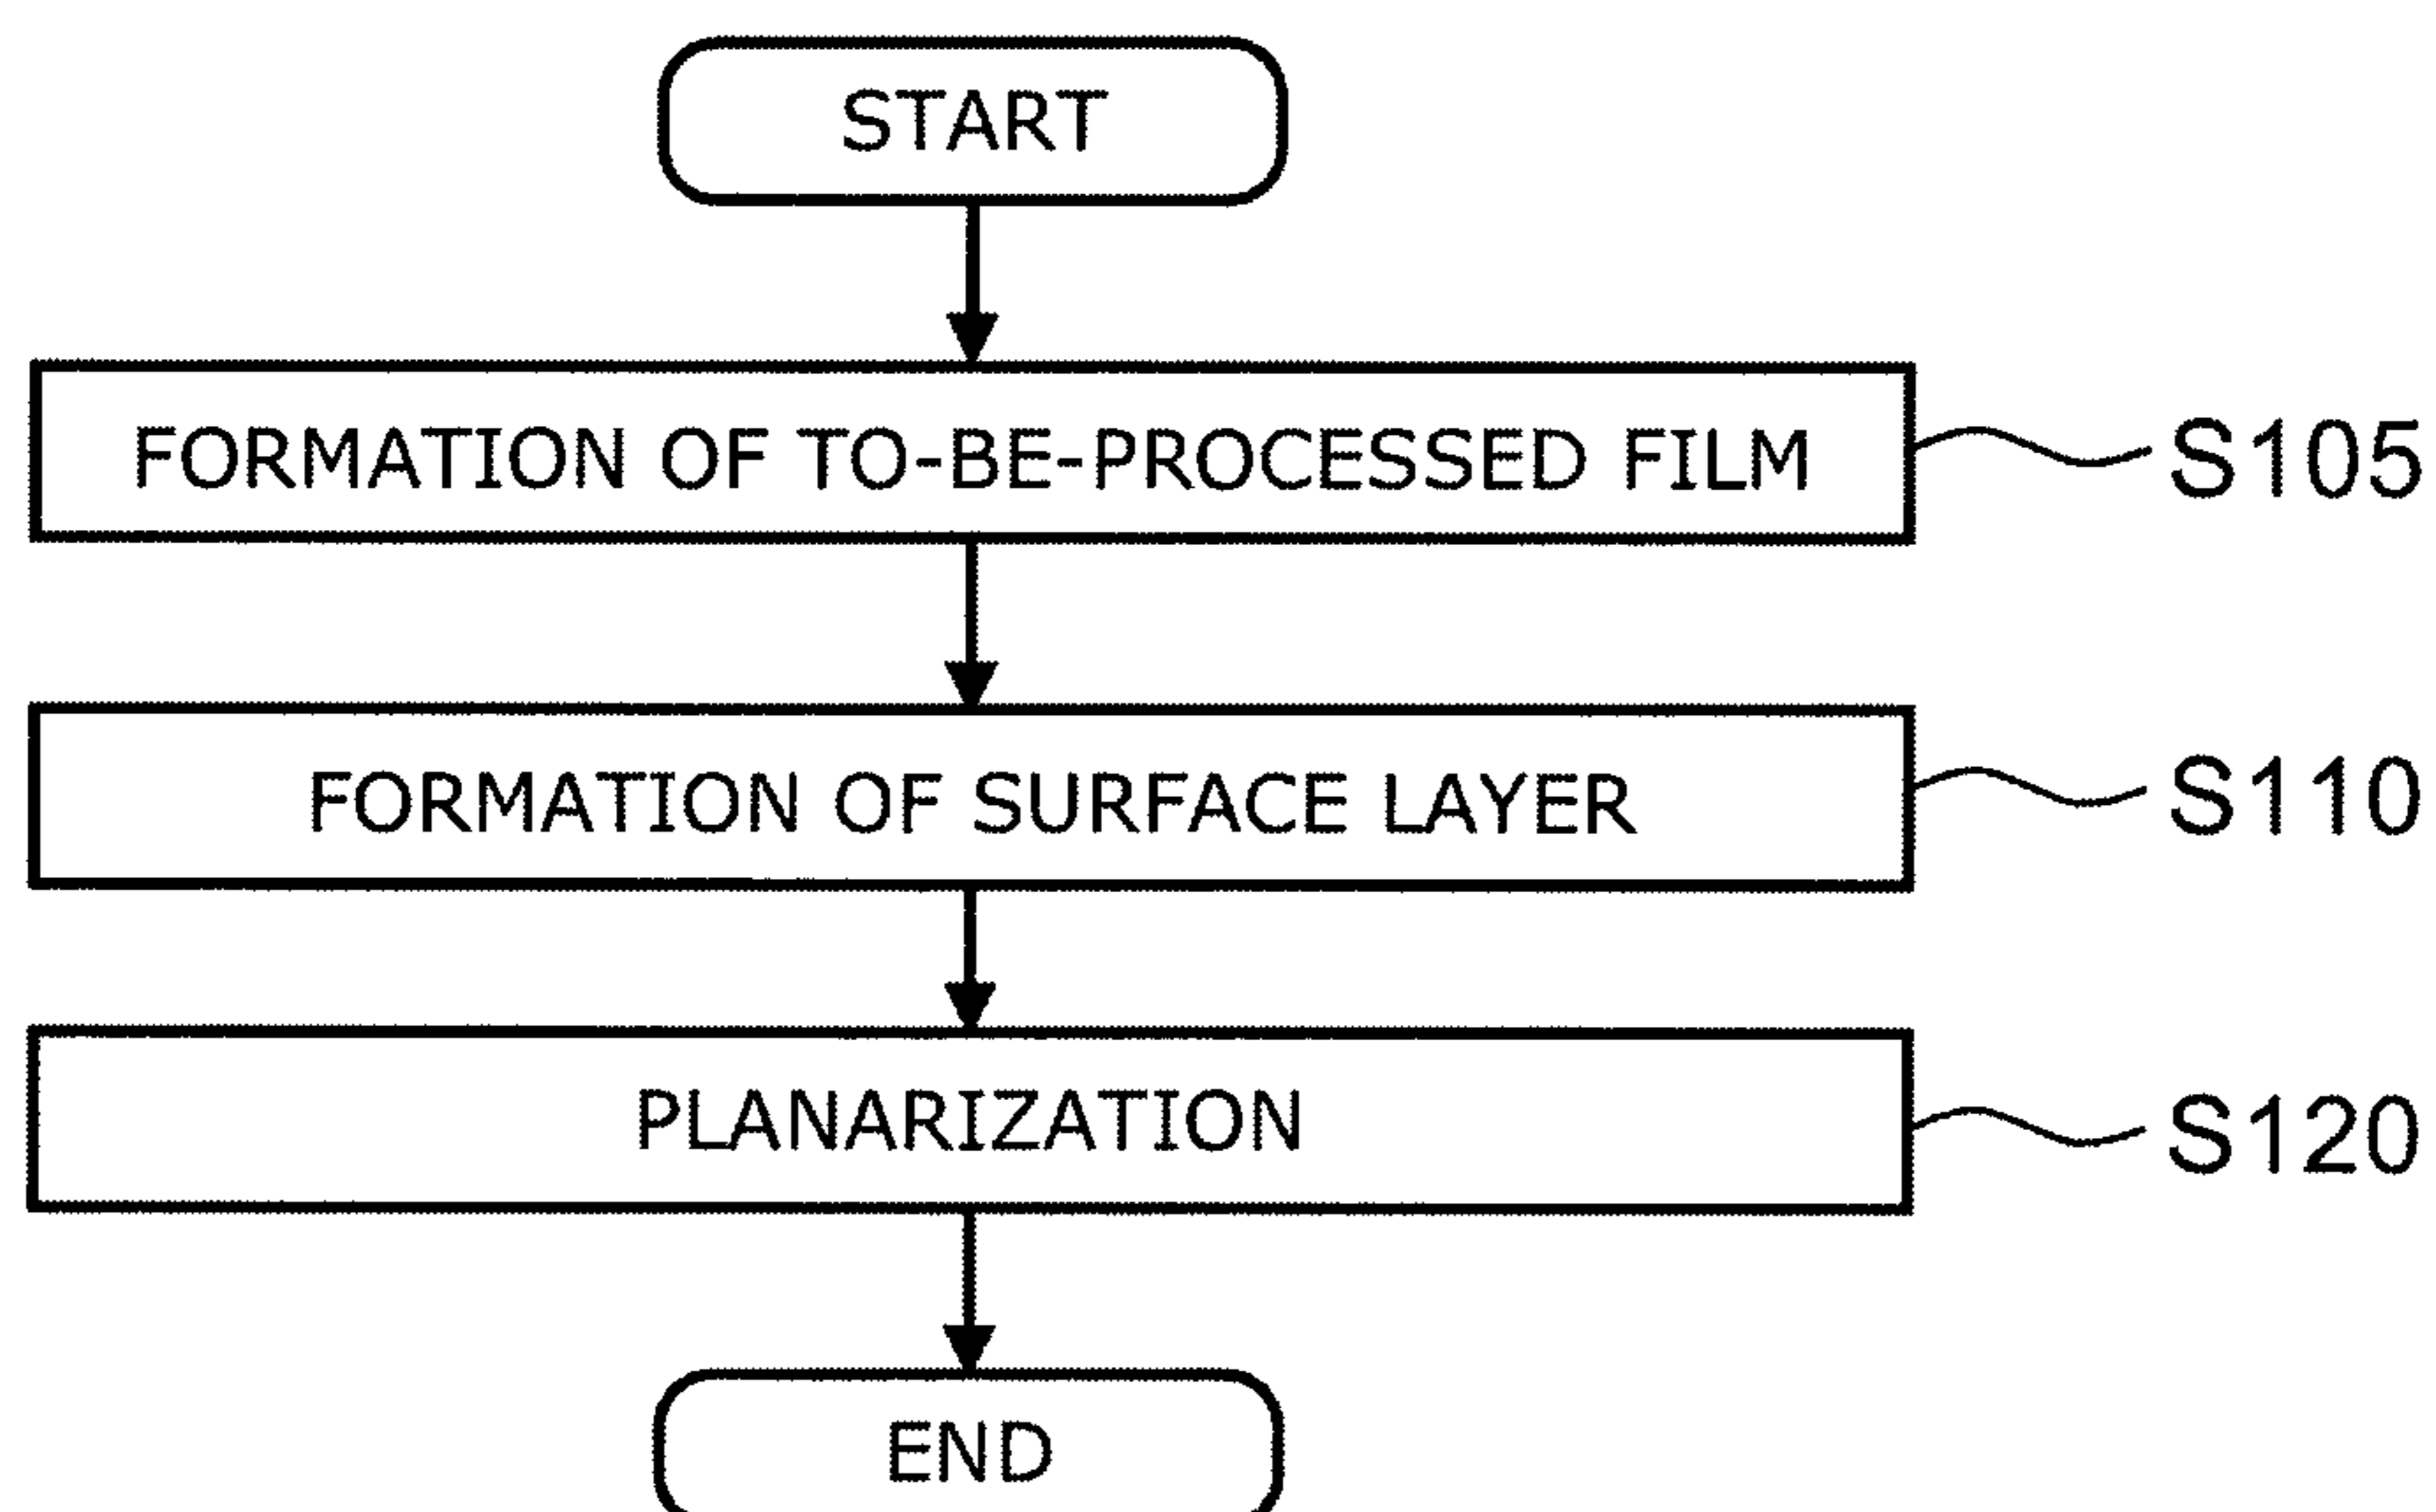 START
FORMATION OF TO-BE-PROCESSED FILM
S105
FORMATION OF SURFACE LAYER
S110
PLANARIZATION
S120
END